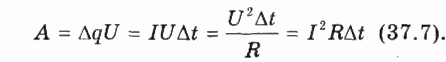 A = ΔqU = IUΔt = U²Δt / R = I²RΔt (37.7).